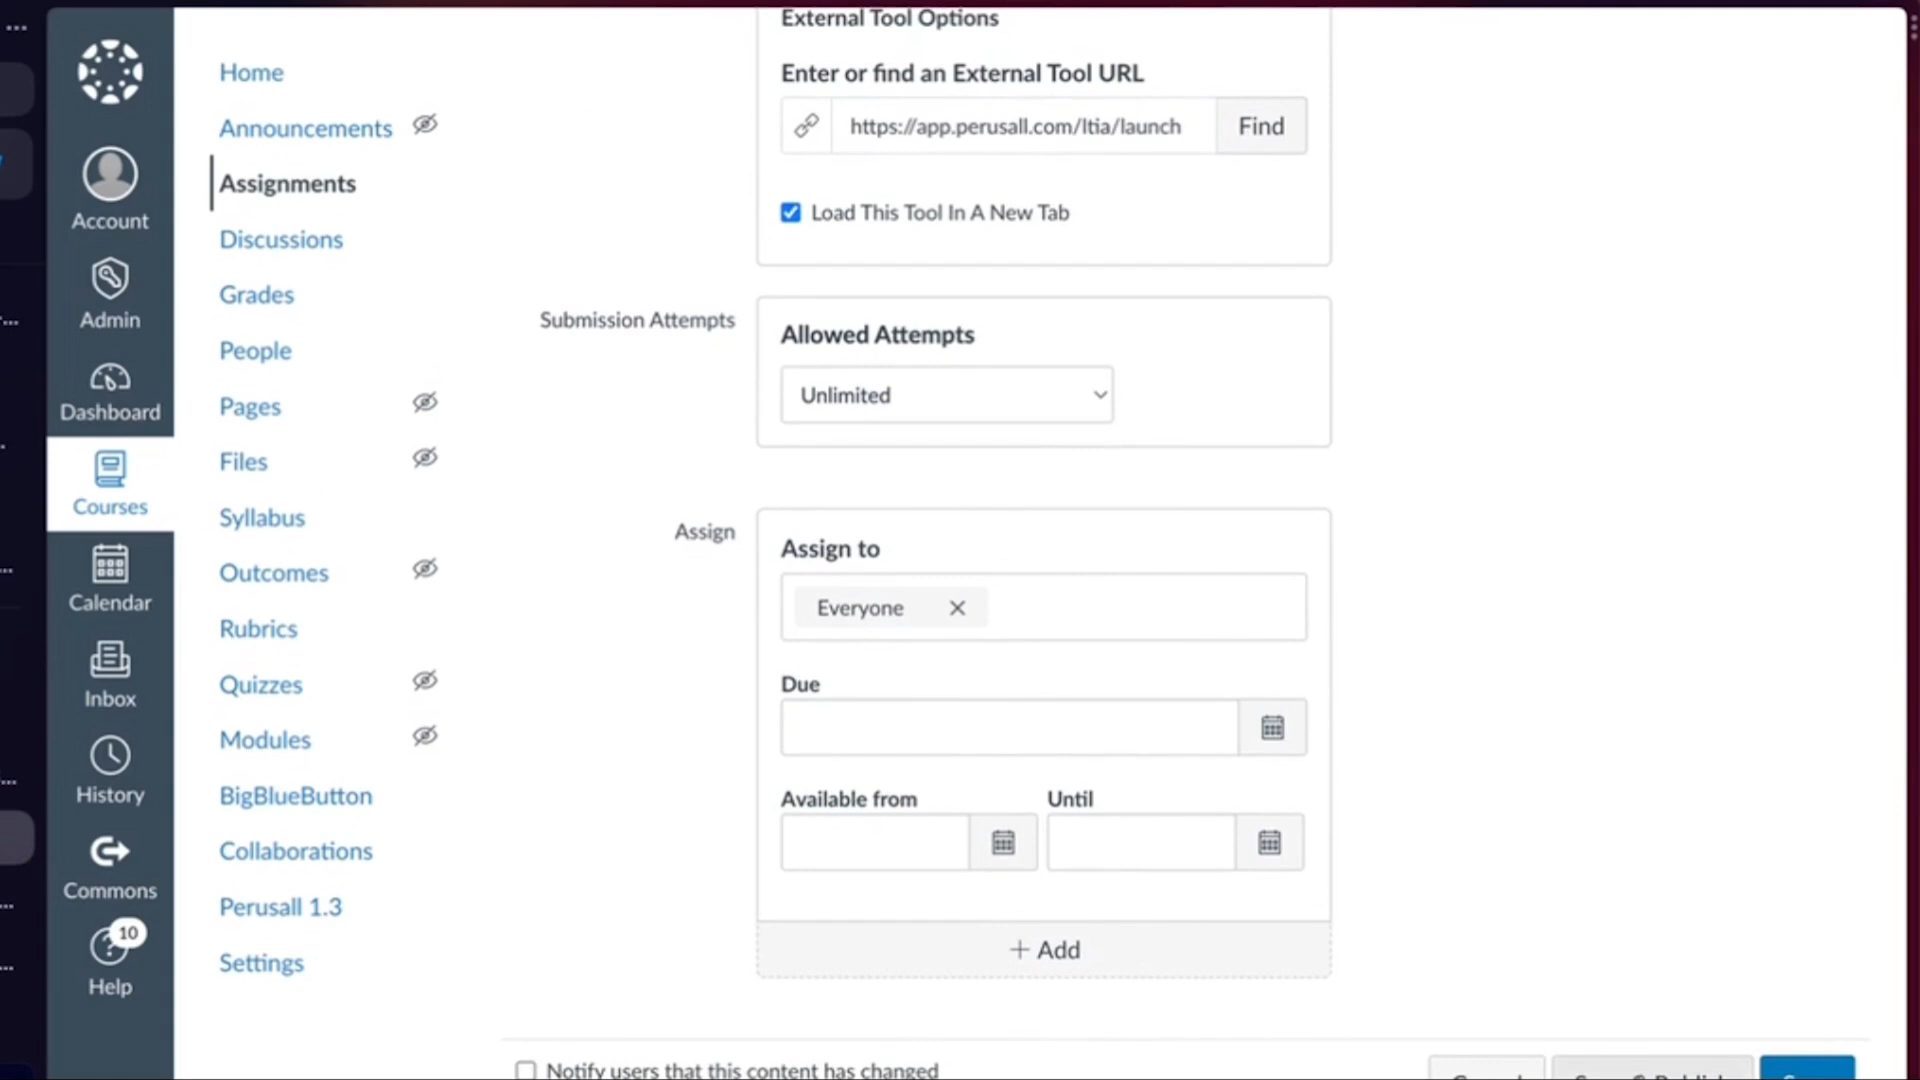 Account
Admin
Dashboard
Courses
Calendar
Inbox
History
Commons
10
Help
Home
Announcements
Assignments
Discussions
Grades
People
Pages
Files
Syllabus
Outcomes
Rubrics
Quizzes
Modules
BigBlueButton
Collaborations
Perusall 1.3
Settings
External Tool Options
Enter or find an External Tool URL
https://app.perusall.com/ltia/launch
Find
Load This Tool In A New Tab
Submission Attempts
Allowed Attempts
Unlimited
Assign
Assign to
Everyone
Due
Available from
Until
+ Add
Notify users that this content has changed